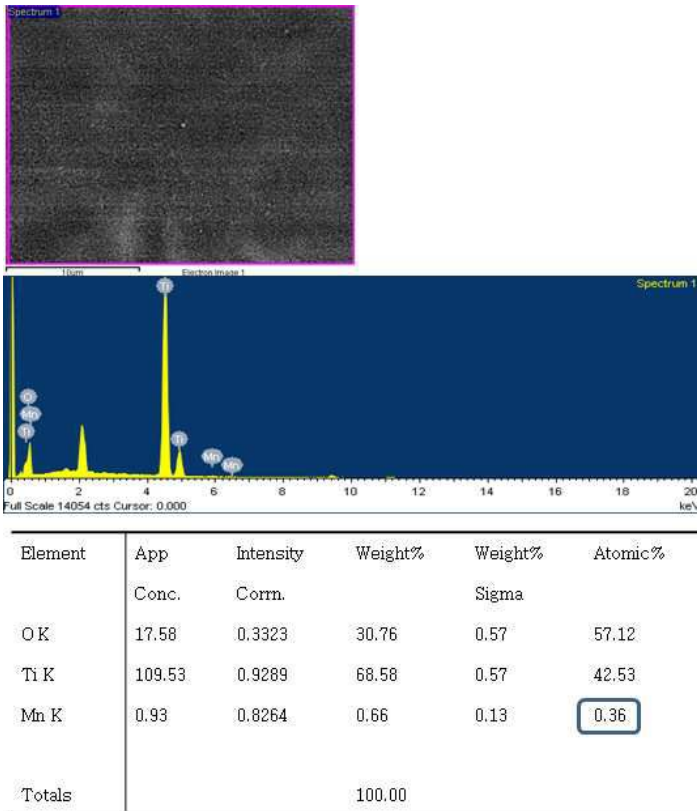 Spectrum 1
10µm Electron Image 1
Spectrum 1
Ti
O
Mn
Ti
Ti
Mn
Mn
0 2 4 6 8 10 12 14 16 18 20
Full Scale 14054 cts Cursor: 0.000 keV
Element App Intensity Weight% Weight% Atomic%
Conc. Corrn. Sigma
O K 17.58 0.3323 30.76 0.57 57.12
Ti K 109.53 0.9289 68.58 0.57 42.53
Mn K 0.93 0.8264 0.66 0.13 0.36
Totals 100.00